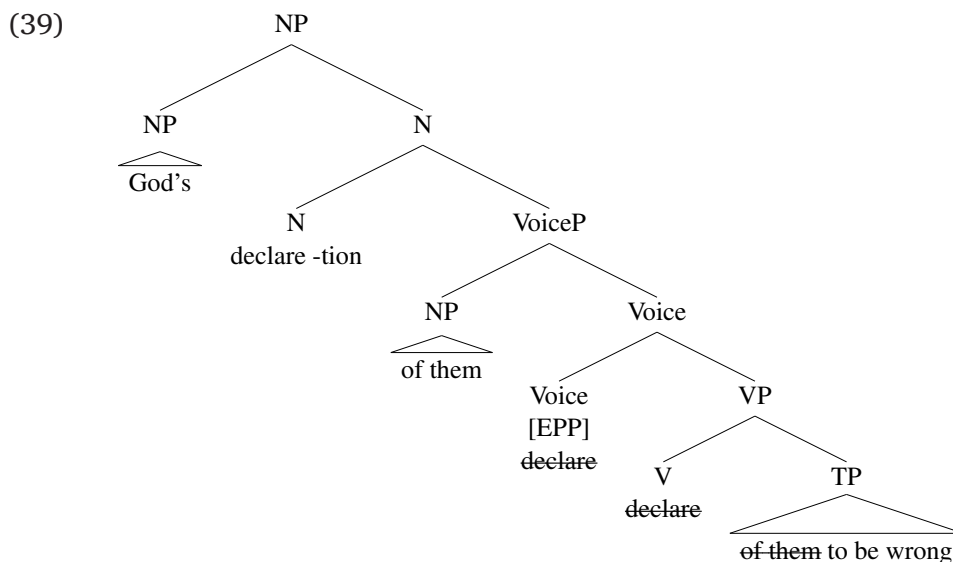 (39) NP
NP N
God's
N VoiceP
declare -tion
NP Voice
of them
Voice VP
[EPP]
declare V TP
declare
of them to be wrong